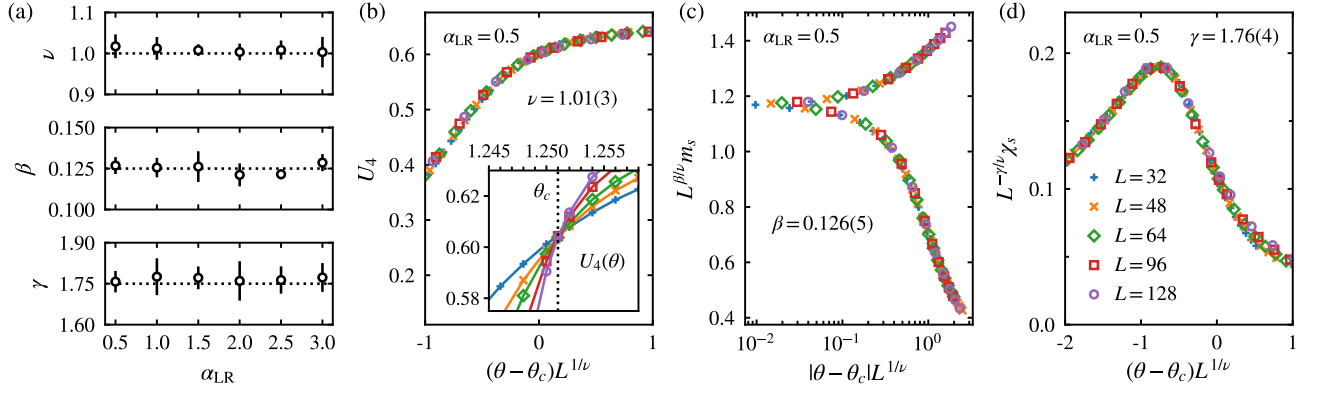 (a)
ν
1.1
1.0
0.9
β
0.150
0.125
0.100
γ
1.90
1.75
1.60
0.5 1.0 1.5 2.0 2.5 3.0
α_LR
(b)
U₄
0.6
0.5
0.4
0.3
0.2
α_LR = 0.5
ν = 1.01(3)
1.245 1.250 1.255
0.62
0.60
0.58
θ_c
U₄(θ)
-1 0 1
(θ − θ_c)L^{1/ν}
(c)
L^{β/ν}m_s
1.6
1.4
1.2
1.0
0.8
0.6
0.4
α_LR = 0.5
β = 0.126(5)
10⁻² 10⁻¹ 10⁰
|θ − θ_c|L^{1/ν}
(d)
L^{−γ/ν}χ_s
0.2
0.1
0.0
α_LR = 0.5 γ = 1.76(4)
L = 32
L = 48
L = 64
L = 96
L = 128
-2 -1 0 1
(θ − θ_c)L^{1/ν}